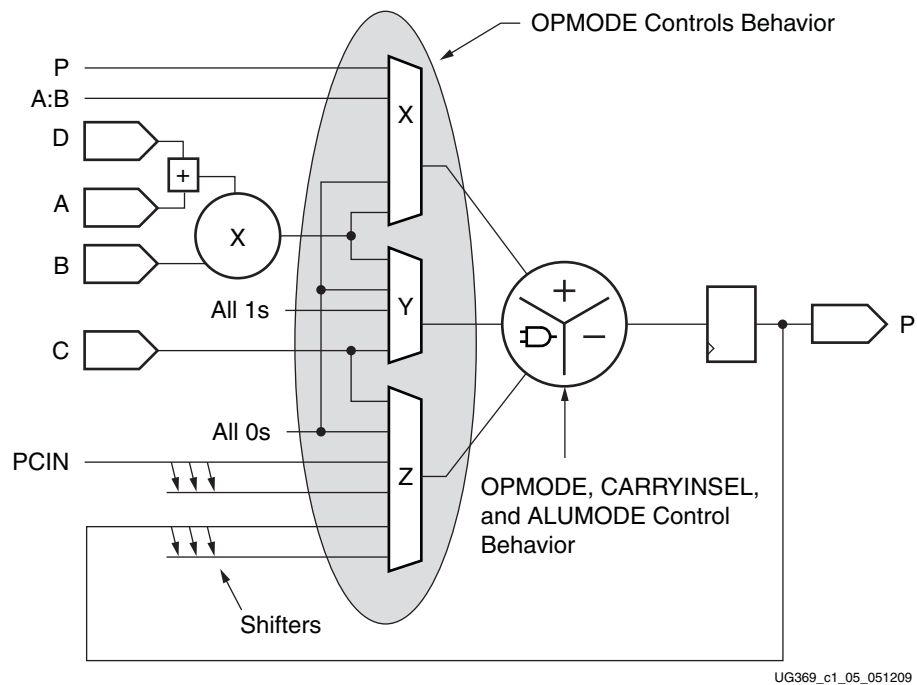 OPMODE Controls Behavior
P
A:B
D
X
+
A
X
B
All 1s
Y
+
−
P
C
All 0s
PCIN
Z
OPMODE, CARRYINSEL,
and ALUMODE Control
Behavior
Shifters
UG369_c1_05_051209